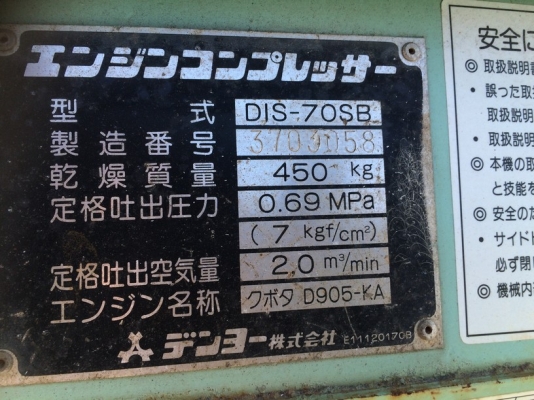 エンジンコンプレッサー
型 式 DIS-70SB
製造番号 3703058
乾燥質量 450 kg
定格吐出圧力 0.69 MPa
(7 kgf/cm²)
定格吐出空気量 2.0 m³/min
エンジン名称 クボタ D905-KA
デンヨー株式会社 E11120170B
安全に
◎ 取扱説明書
・ 誤った取扱
取扱説明
・ 取扱説明
◎ 本機の取
と技能を
◎ 安全のた
・ サイドド
必ず閉
◎ 機械内